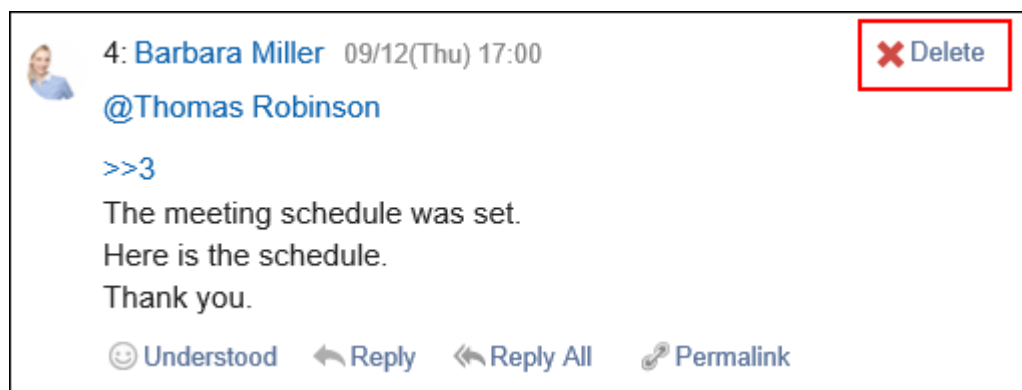 4: Barbara Miller 09/12(Thu) 17:00 Delete
@Thomas Robinson
>>3
The meeting schedule was set.
Here is the schedule.
Thank you.
Understood Reply Reply All Permalink